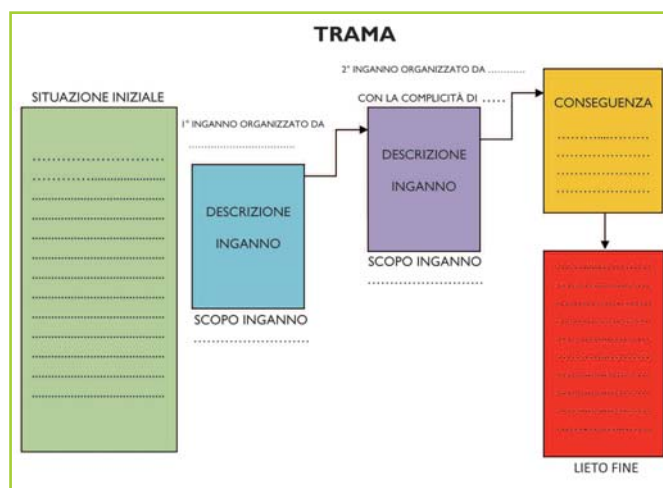 TRAMA
SITUAZIONE INIZIALE
1° INGANNO ORGANIZZATO DA
..............................
DESCRIZIONE
INGANNO
SCOPO INGANNO
..............................
2° INGANNO ORGANIZZATO DA ............
CON LA COMPLICITÀ DI .....
DESCRIZIONE
INGANNO
SCOPO INGANNO
..............................
CONSEGUENZA
LIETO FINE